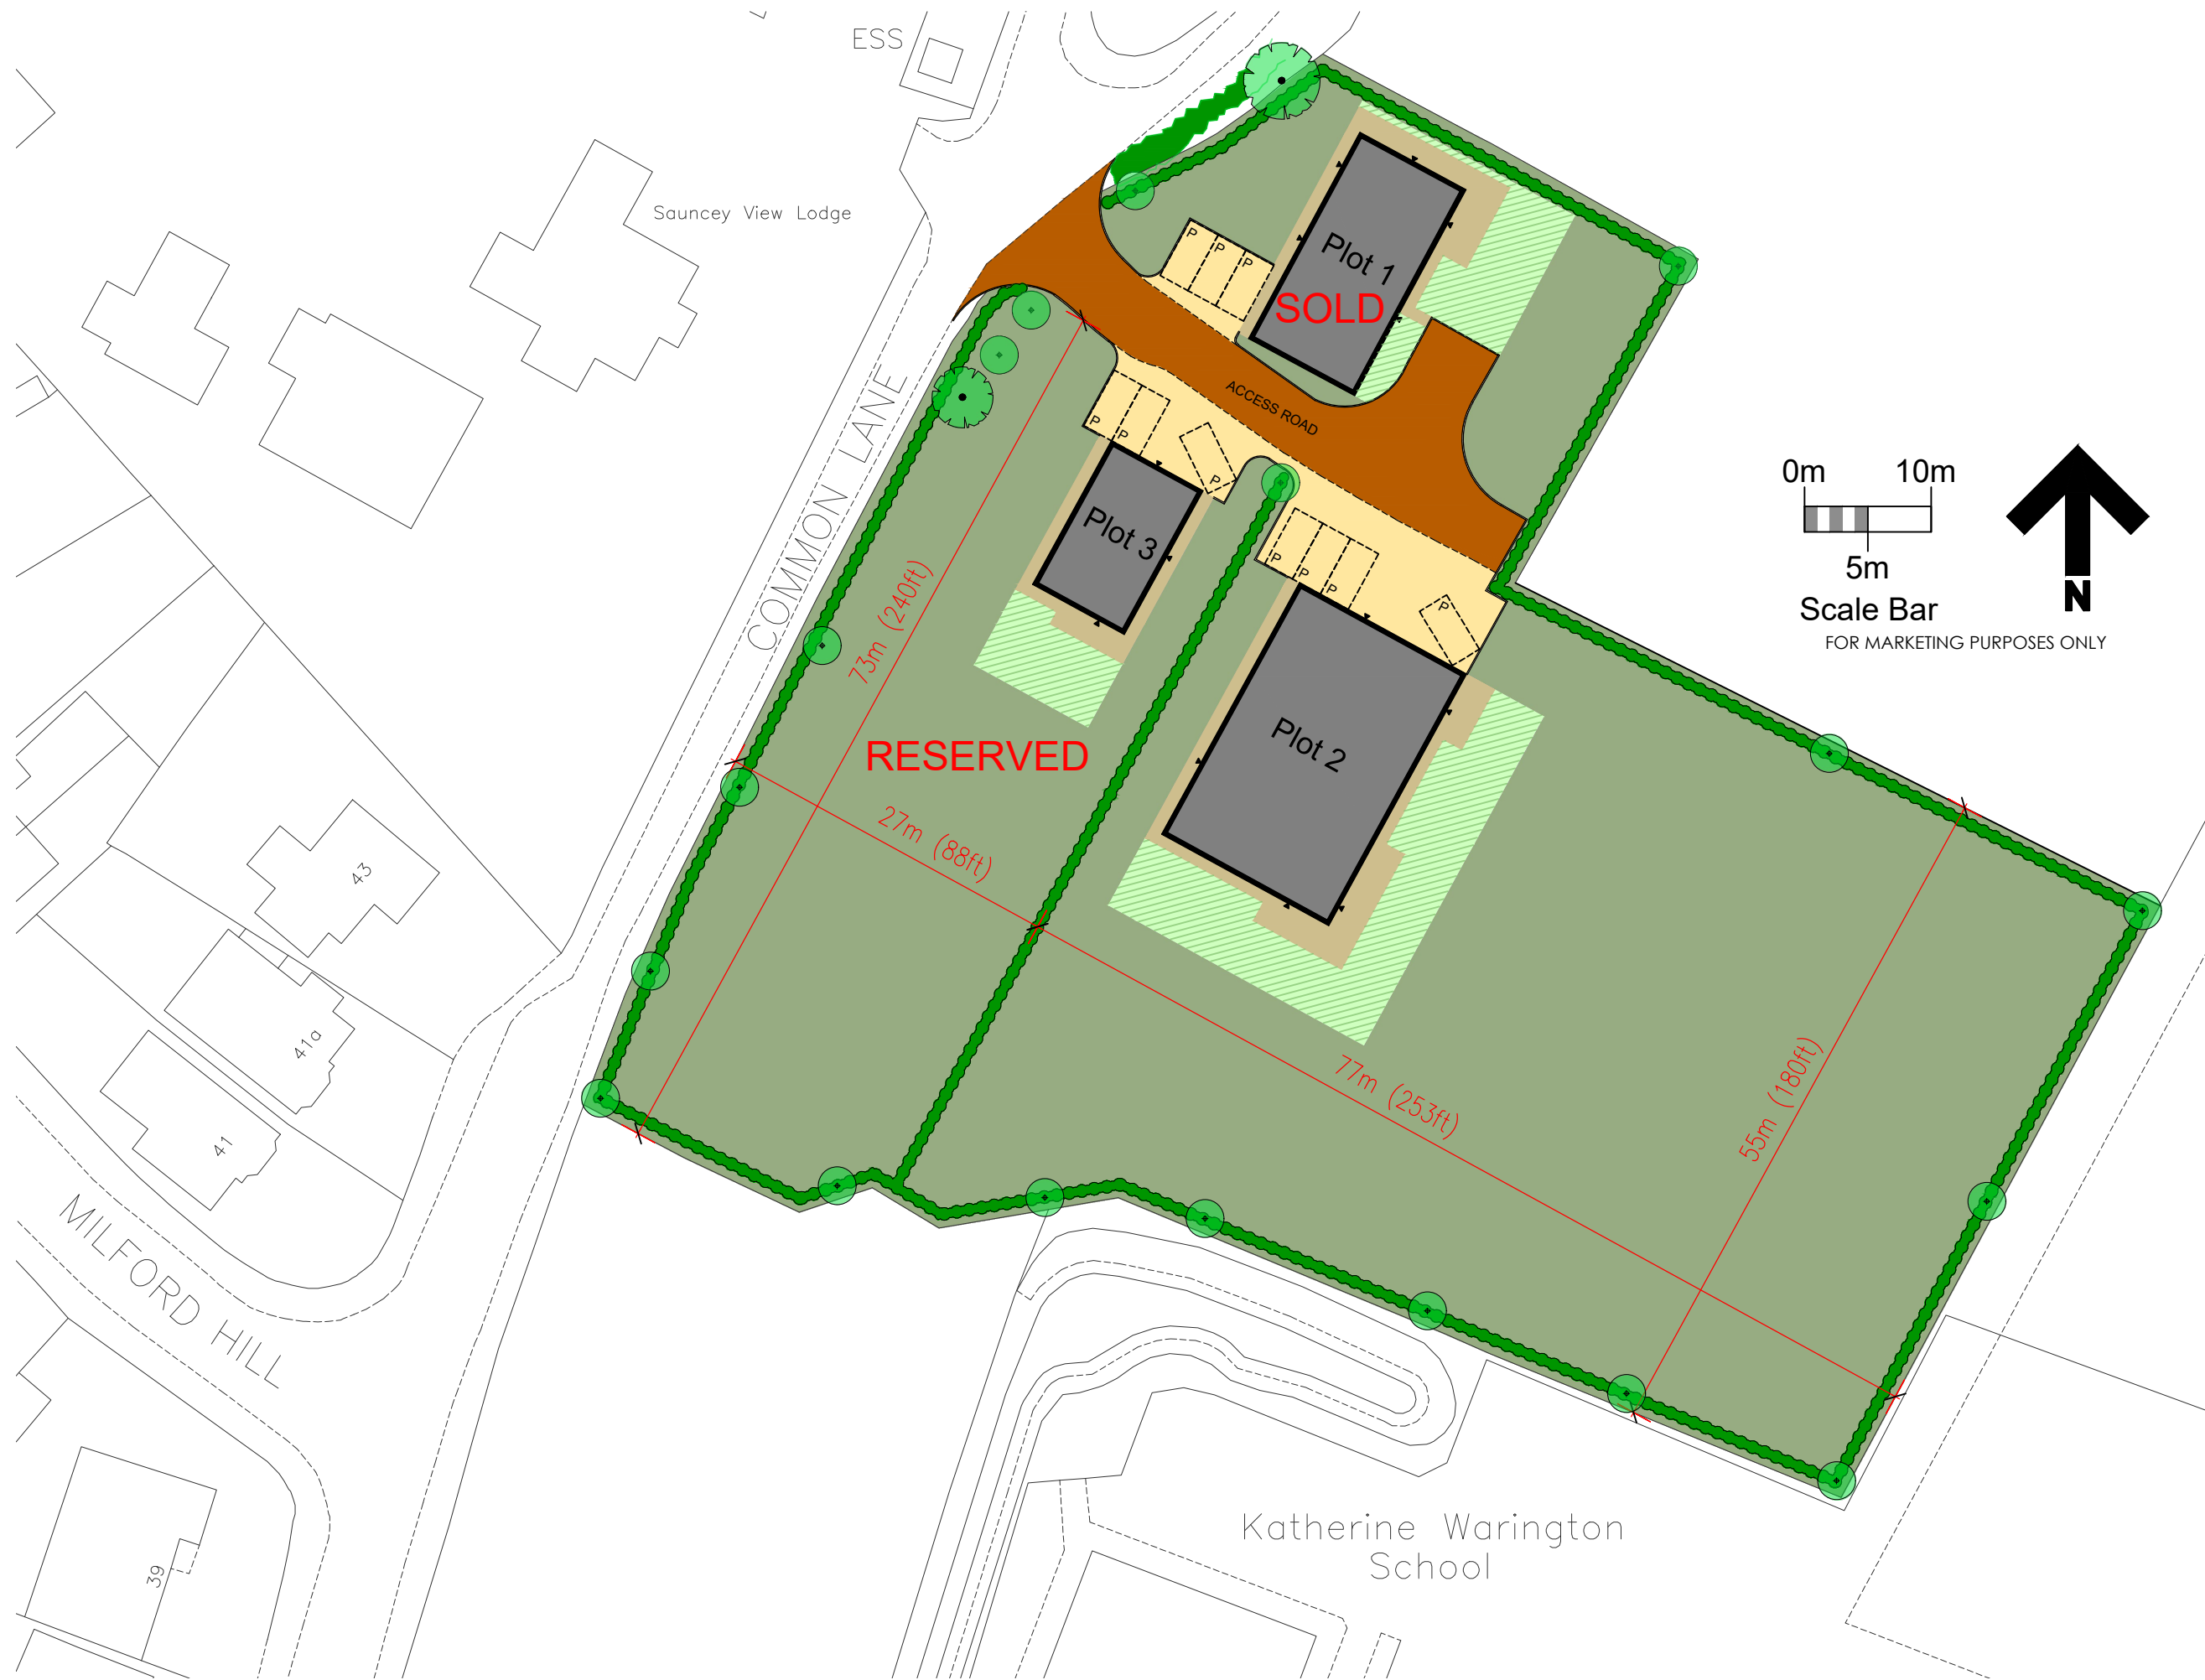 ESS
Sauncey View Lodge
COMMON LANE
P
P
P
Plot 1
SOLD
ACCESS ROAD
P
P
P
Plot 3
P
P
P
P
Plot 2
0m
10m
5m
Scale Bar
N
FOR MARKETING PURPOSES ONLY
73m (240ft)
RESERVED
27m (88ft)
77m (253ft)
55m (180ft)
43
41a
41
MILFORD HILL
39
Katherine Warington
School